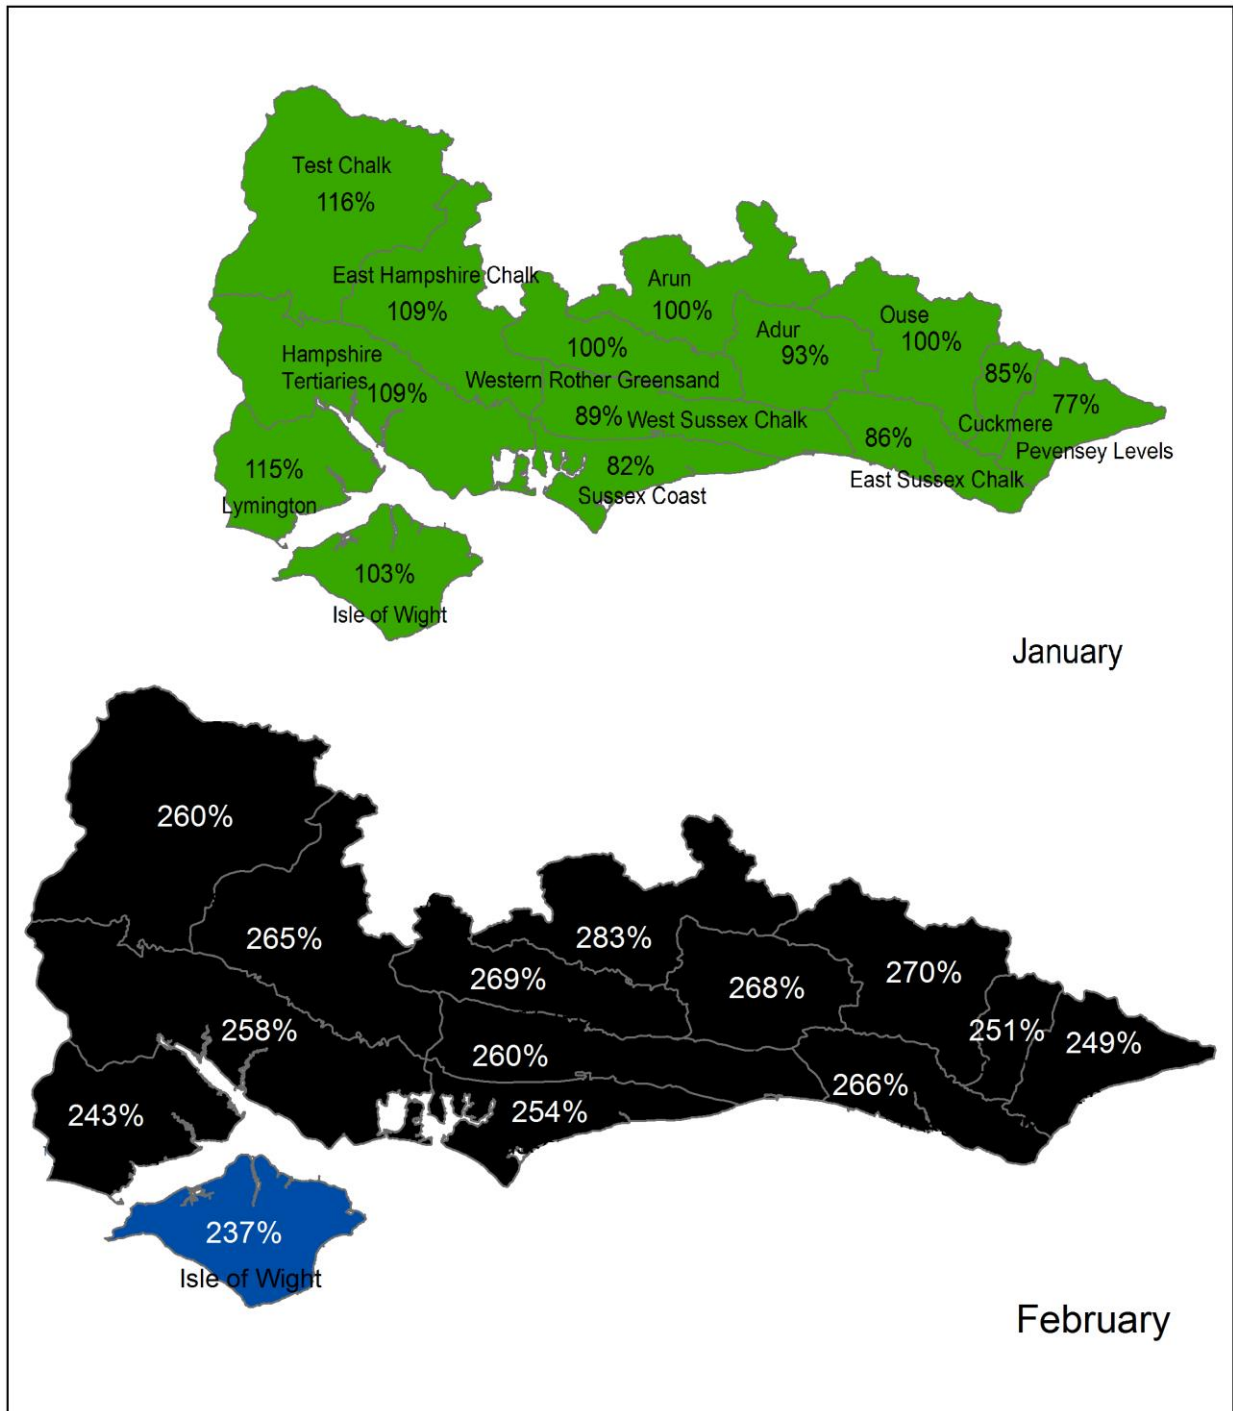 Test Chalk
116%
East Hampshire Chalk
109%
Arun
100%
Ouse
100%
Adur
93%
100%
Hampshire
Tertiaries
109%
Western Rother Greensand
85%
77%
89%
West Sussex Chalk
Cuckmere
86%
Pevensey Levels
115%
82%
East Sussex Chalk
Lymington
Sussex Coast
103%
Isle of Wight
January
260%
265%
283%
269%
268%
270%
258%
260%
251%
249%
243%
254%
266%
237%
Isle of Wight
February